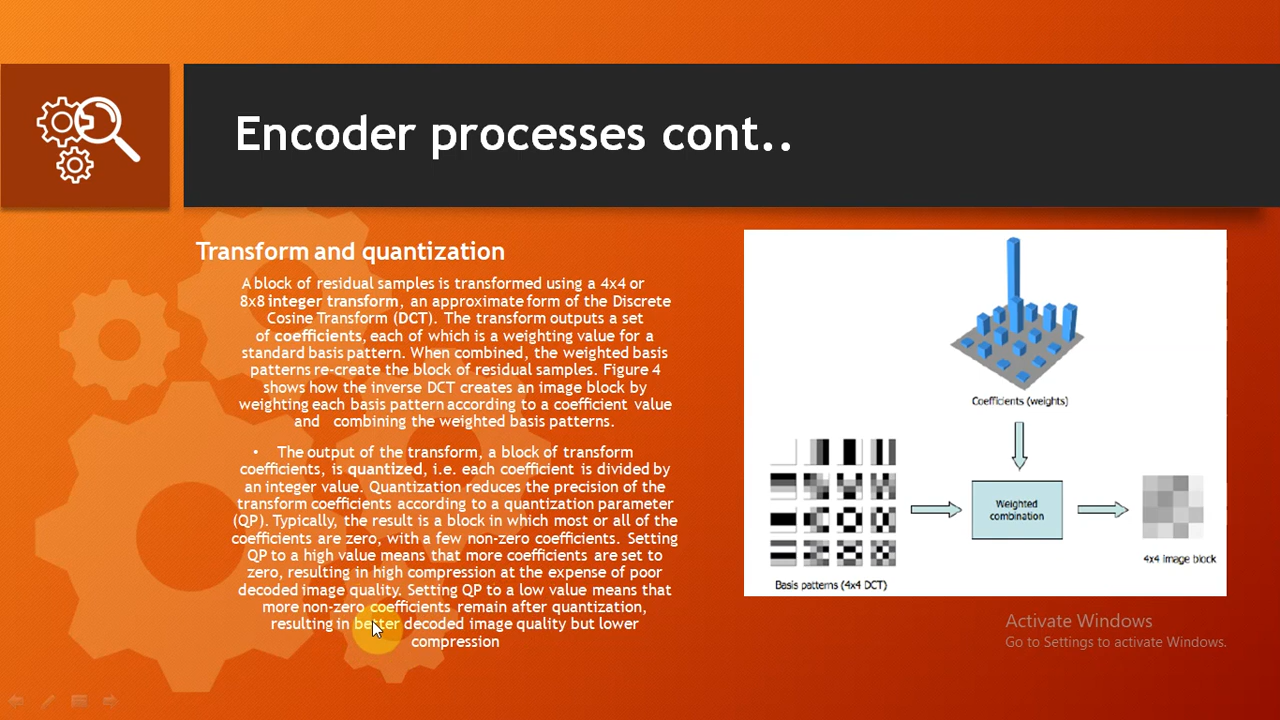 Encoder processes cont..
Transform and quantization
A block of residual samples is transformed using a 4x4 or
8x8 integer transform, an approximate form of the Discrete
Cosine Transform (DCT). The transform outputs a set
of coefficients, each of which is a weighting value for a
standard basis pattern. When combined, the weighted basis
patterns re-create the block of residual samples. Figure 4
shows how the inverse DCT creates an image block by
weighting each basis pattern according to a coefficient value
and combining the weighted basis patterns.
• The output of the transform, a block of transform
coefficients, is quantized, i.e. each coefficient is divided by
an integer value. Quantization reduces the precision of the
transform coefficients according to a quantization parameter
(QP). Typically, the result is a block in which most or all of the
coefficients are zero, with a few non-zero coefficients. Setting
QP to a high value means that more coefficients are set to
zero, resulting in high compression at the expense of poor
decoded image quality. Setting QP to a low value means that
more non-zero coefficients remain after quantization,
resulting in better decoded image quality but lower
compression
Coefficients (weights)
Weighted
combination
4x4 image block
Basis patterns (4x4 DCT)
Activate Windows
Go to Settings to activate Windows.